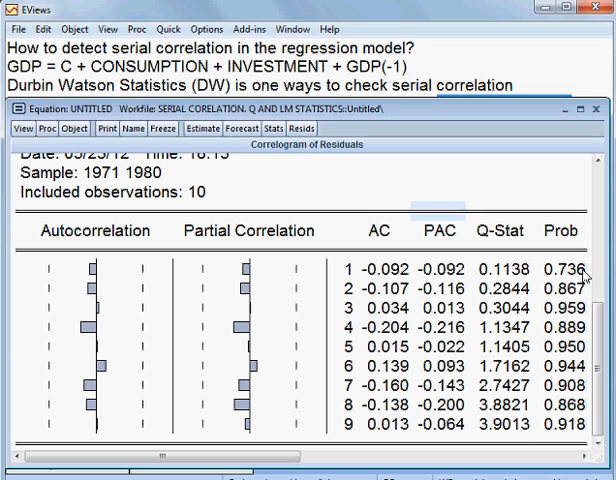 EViews
File Edit Object View Proc Quick Options Add-ins Window Help
How to detect serial correlation in the regression model?
GDP = C + CONSUMPTION + INVESTMENT + GDP(-1)
Durbin Watson Statistics (DW) is one ways to check serial correlation
Equation: UNTITLED Workfile: SERIAL CORELATION. Q AND LM STATISTICS::Untitled\
View Proc Object Print Name Freeze Estimate Forecast Stats Resids
Correlogram of Residuals
Sample: 1971 1980
Included observations: 10
Autocorrelation Partial Correlation AC PAC Q-Stat Prob
1 -0.092 -0.092 0.1138 0.736
2 -0.107 -0.116 0.2844 0.867
3 0.034 0.013 0.3044 0.959
4 -0.204 -0.216 1.1347 0.889
5 0.015 -0.022 1.1405 0.950
6 0.139 0.093 1.7162 0.944
7 -0.160 -0.143 2.7427 0.908
8 -0.138 -0.200 3.8821 0.868
9 0.013 -0.064 3.9013 0.918